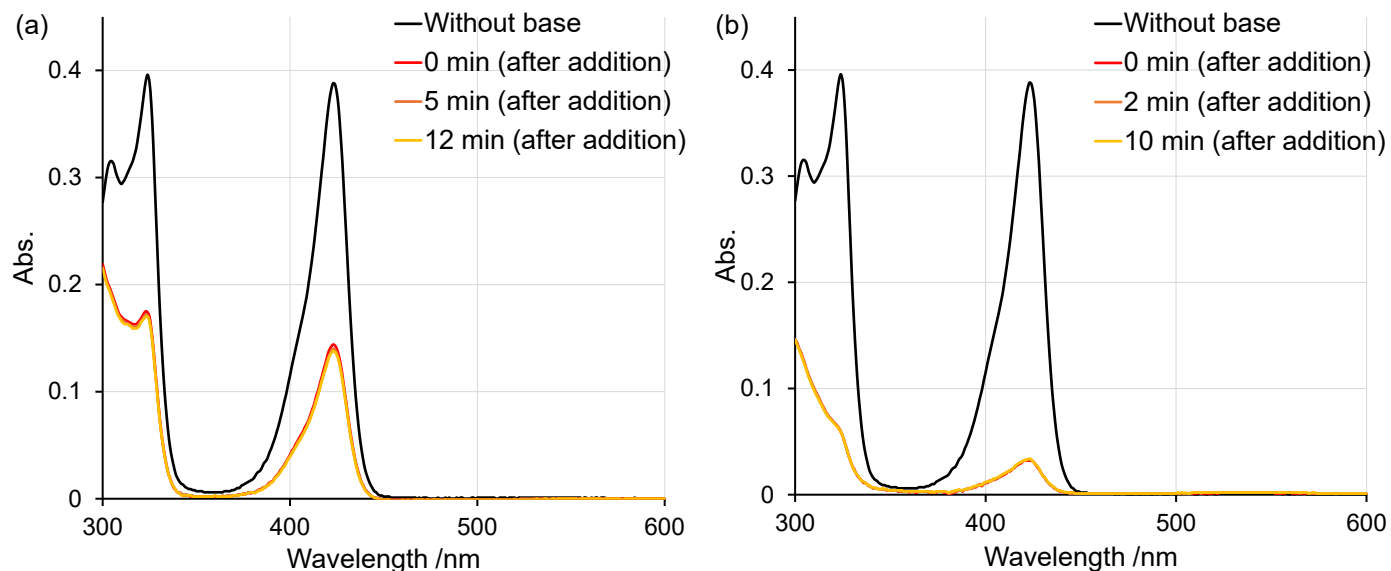 (a)
Without base
0 min (after addition)
5 min (after addition)
12 min (after addition)
0.4
0.3
0.2
0.1
0
Abs.
300
400
500
600
Wavelength /nm
(b)
Without base
0 min (after addition)
2 min (after addition)
10 min (after addition)
0.4
0.3
0.2
0.1
0
Abs.
300
400
500
600
Wavelength /nm